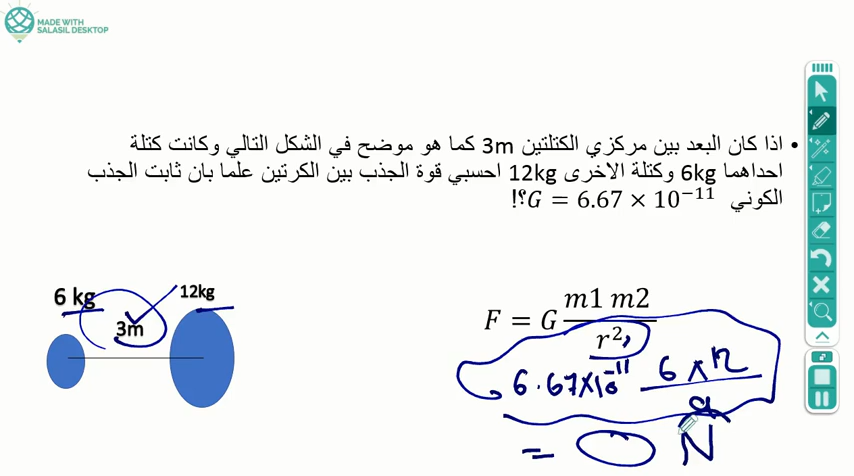 MADE WITH
SALASIL DESKTOP
• اذا كان البعد بين مركزي الكتلتين 3m كما هو موضح في الشكل التالي وكانت كتلة
احداهما 6kg وكتلة الاخرى 12kg احسبي قوة الجذب بين الكرتين علما بان ثابت الجذب
الكوني G = 6.67 × 10⁻¹¹؟!
6 kg
12kg
3m
F = G m1 m2 / r²
6.67×10⁻¹¹ 6 × 12 / 9
= N